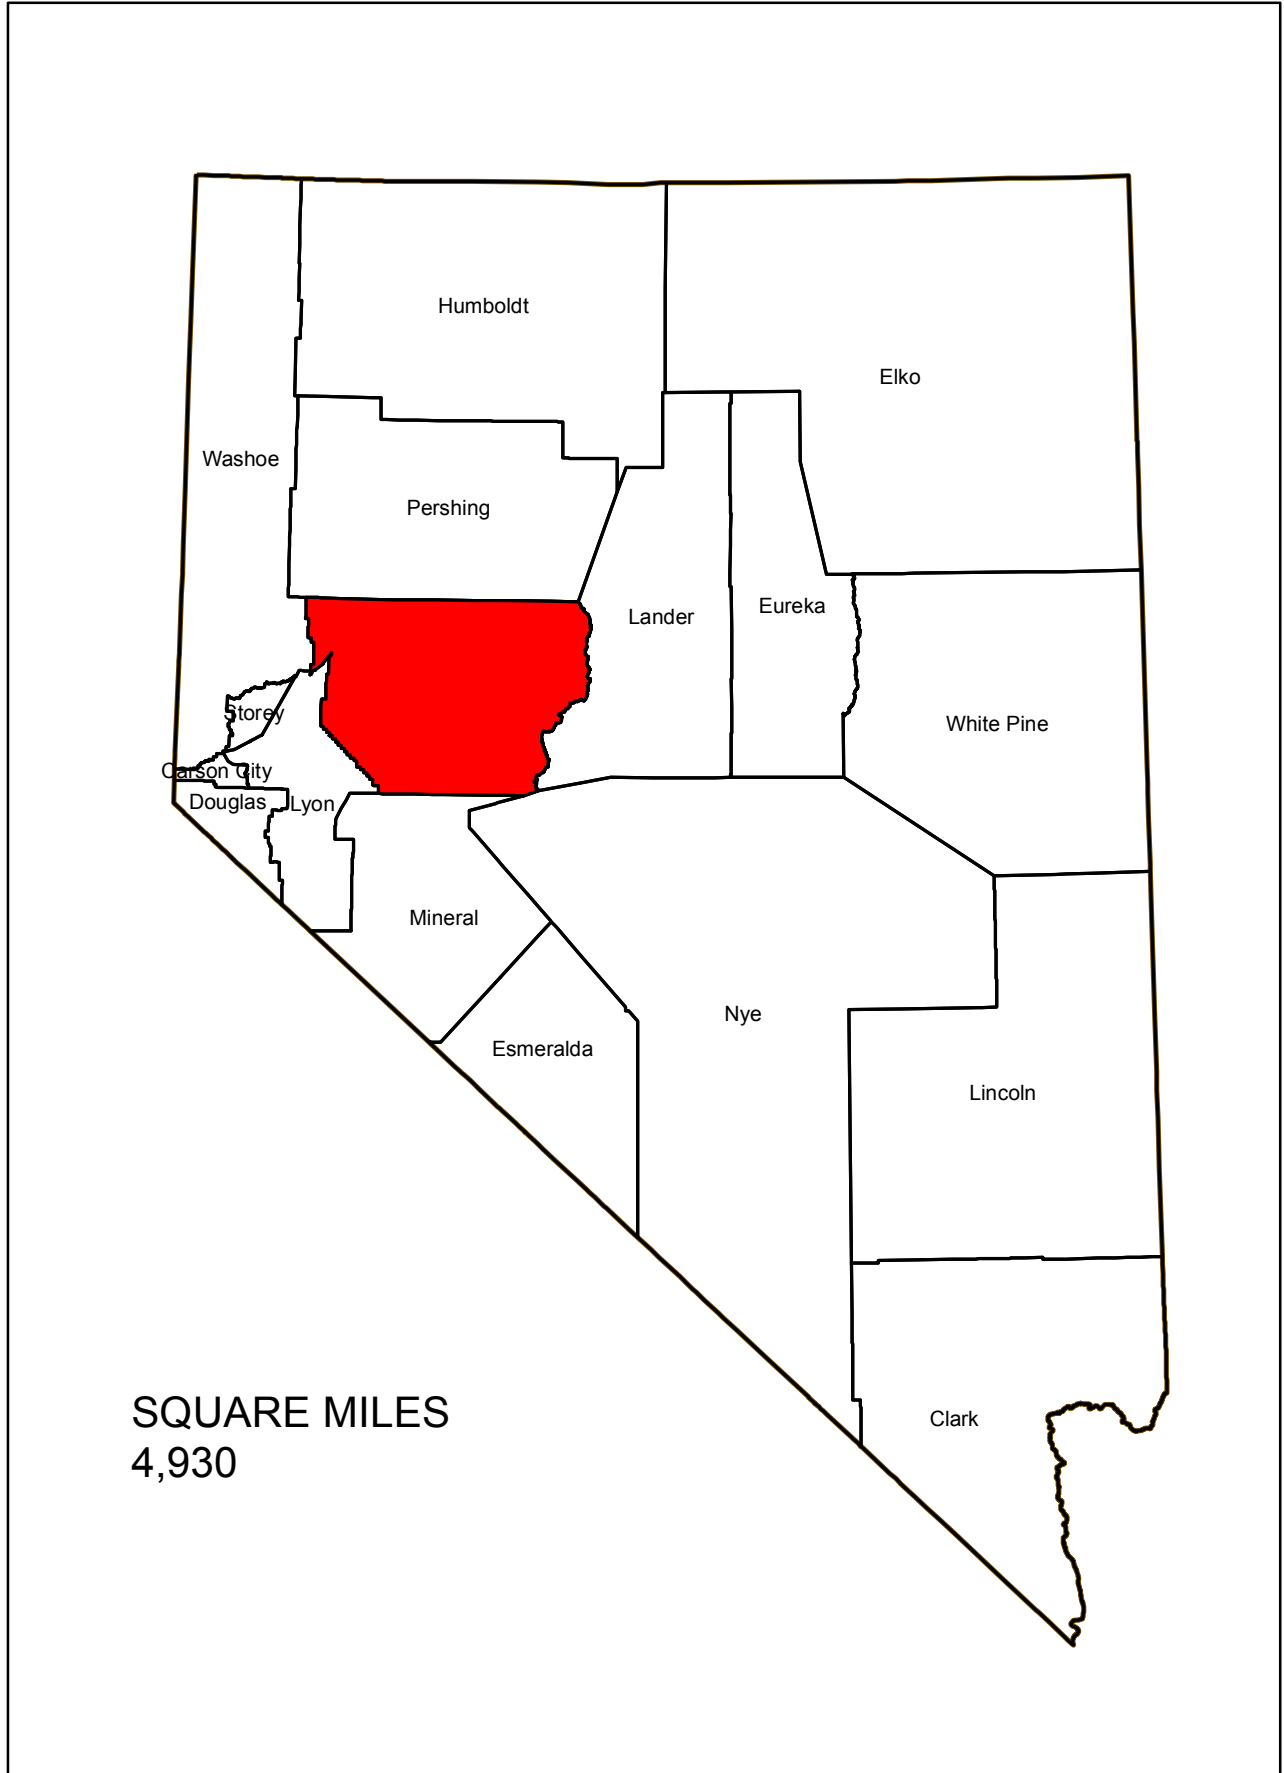 Humboldt
Elko
Washoe
Pershing
Eureka
Lander
Storey
White Pine
Carson City
Douglas
Lyon
Mineral
Nye
Esmeralda
Lincoln
SQUARE MILES
4,930
Clark